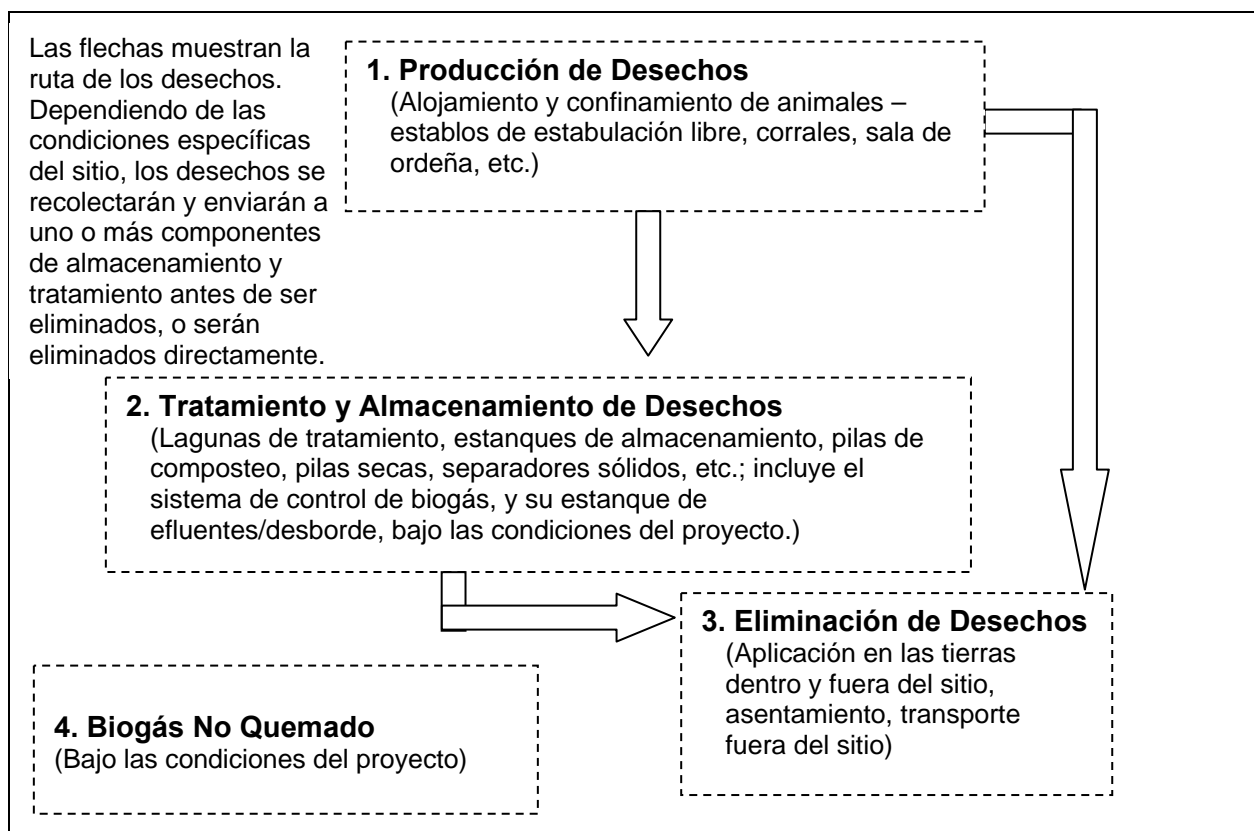 Las flechas muestran la
ruta de los desechos.
Dependiendo de las
condiciones específicas
del sitio, los desechos se
recolectarán y enviarán a
uno o más componentes
de almacenamiento y
tratamiento antes de ser
eliminados, o serán
eliminados directamente.
1. Producción de Desechos
(Alojamiento y confinamiento de animales –
establos de estabulación libre, corrales, sala de
ordeña, etc.)
2. Tratamiento y Almacenamiento de Desechos
(Lagunas de tratamiento, estanques de almacenamiento, pilas de
composteo, pilas secas, separadores sólidos, etc.; incluye el
sistema de control de biogás, y su estanque de
efluentes/desborde, bajo las condiciones del proyecto.)
3. Eliminación de Desechos
(Aplicación en las tierras
dentro y fuera del sitio,
asentamiento, transporte
fuera del sitio)
4. Biogás No Quemado
(Bajo las condiciones del proyecto)